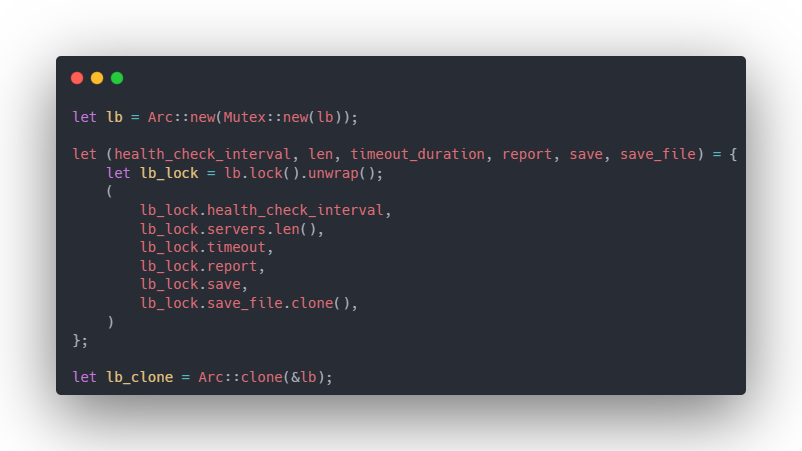 let lb = Arc::new(Mutex::new(lb));
let (health_check_interval, len, timeout_duration, report, save, save_file) = {
    let lb_lock = lb.lock().unwrap();
    (
        lb_lock.health_check_interval,
        lb_lock.servers.len(),
        lb_lock.timeout,
        lb_lock.report,
        lb_lock.save,
        lb_lock.save_file.clone(),
    )
};
let lb_clone = Arc::clone(&lb);